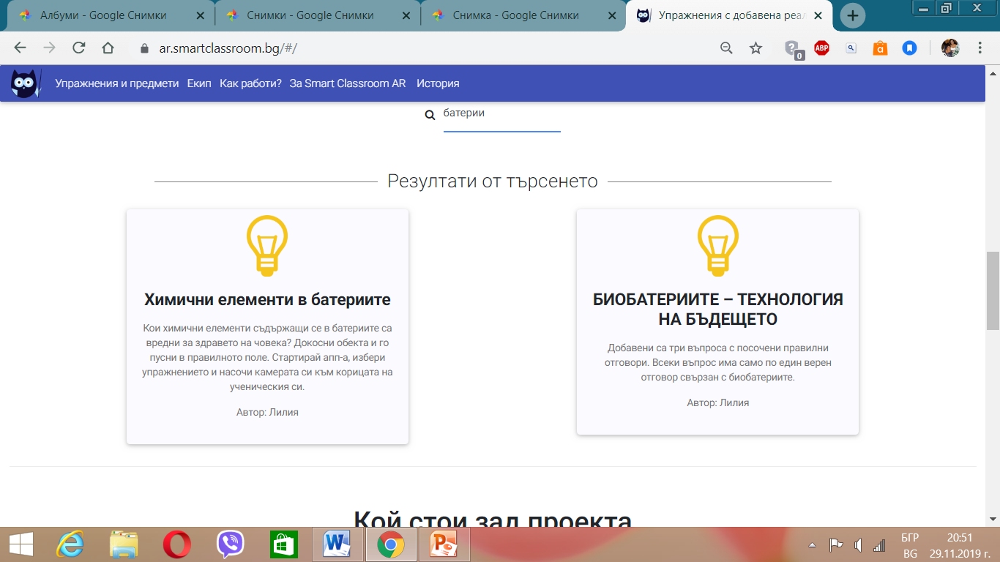 Албуми - Google Снимки
Снимки - Google Снимки
Снимка - Google Снимки
Упражнения с добавена реал
ar.smartclassroom.bg/#/
0
ABP
a
Упражнения и предмети Екип Как работи? За Smart Classroom AR История
батерии
Резултати от търсенето
Химични елементи в батериите
Кои химични елементи съдържащи се в батериите са
вредни за здравето на човека? Докосни обекта и го
пусни в правилното поле. Стартирай апп-а, избери
упражнението и насочи камерата си към корицата на
ученическия си.
Автор: Лилия
БИОБАТЕРИИТЕ – ТЕХНОЛОГИЯ
НА БЪДЕЩЕТО
Добавени са три въпроса с посочени правилни
отговори. Всеки въпрос има само по един верен
отговор свързан с биобатериите.
Автор: Лилия
Кой стои зад проекта
БГР
BG
20:51
29.11.2019 г.